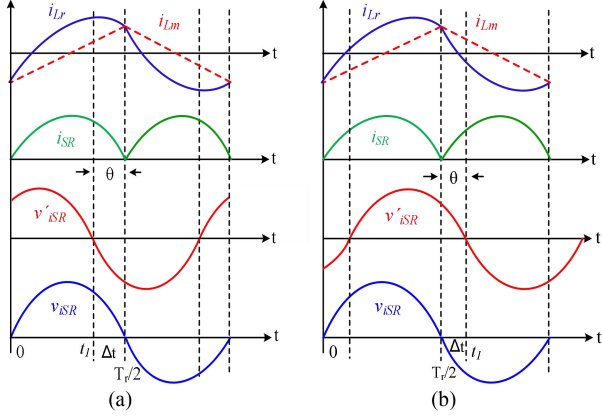 i_Lr
i_Lm
t
i_SR
t
θ
v´_iSR
t
v_iSR
t
0
t_1
Δt
T_r/2
(a)
i_Lr
i_Lm
t
i_SR
t
θ
v´_iSR
t
v_iSR
t
0
Δt
t_1
T_r/2
(b)